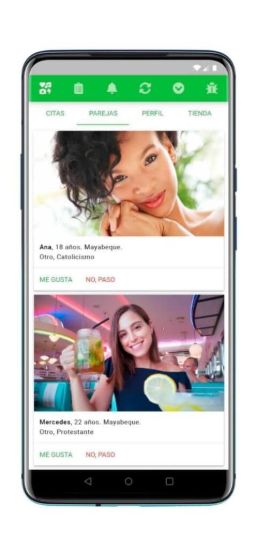 CITAS PAREJAS PERFIL TIENDA
Ana, 18 años. Mayabeque.
Otro, Catolicismo
ME GUSTA NO, PASO
Mercedes, 22 años. Mayabeque.
Otro, Protestante
ME GUSTA NO, PASO